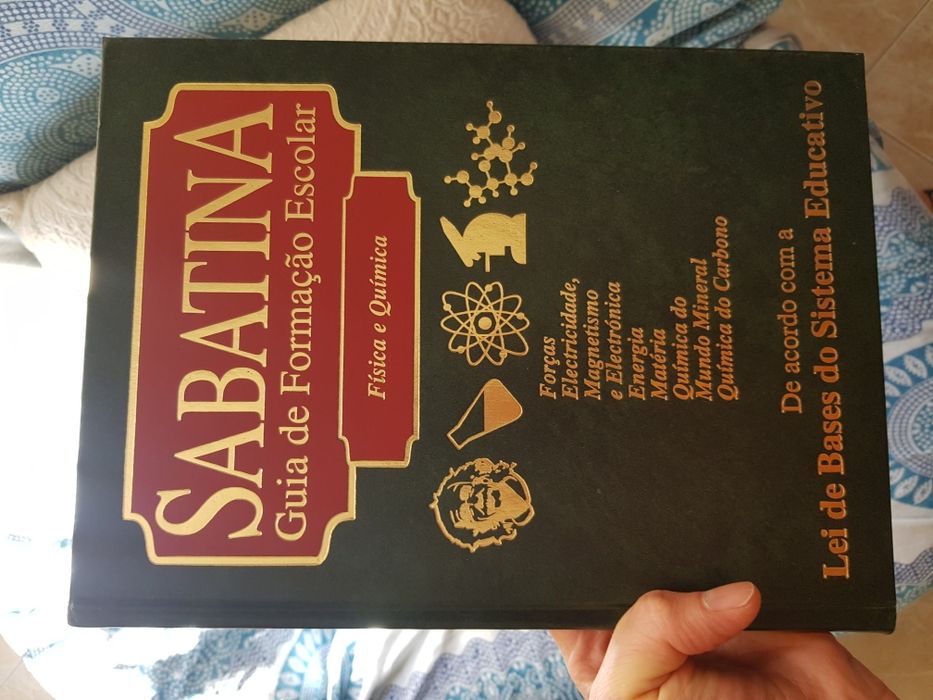 SABATINA
Guia de Formação Escolar
Física e Química
Forças
Electricidade,
Magnetismo
e Electrónica
Energia
Matéria
Química do
Mundo Mineral
Química do Carbono
De acordo com a
Lei de Bases do Sistema Educativo